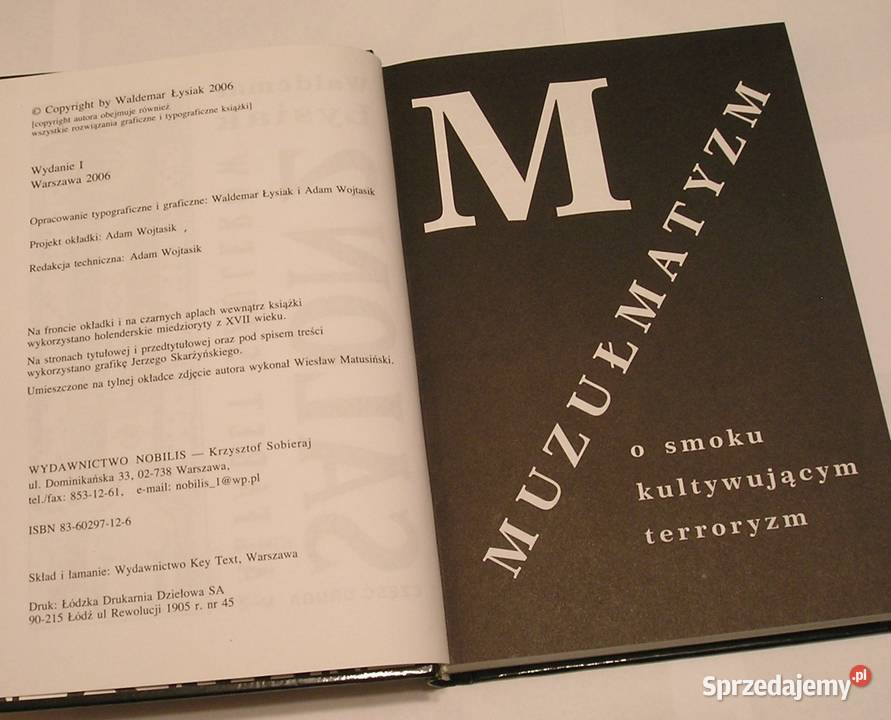 © Copyright by Waldemar Łysiak 2006
[copyright autora obejmuje również
wszystkie rozwiązania graficzne i typograficzne książki]
Wydanie I
Warszawa 2006
Opracowanie typograficzne i graficzne: Waldemar Łysiak i Adam Wojtasik
Projekt okładki: Adam Wojtasik
Redakcja techniczna: Adam Wojtasik
Na froncie okładki i na czarnych aplach wewnątrz książki
wykorzystano holenderskie miedzioryty z XVII wieku.
Na stronach tytułowej i przedtytułowej oraz pod spisem treści
wykorzystano grafikę Jerzego Skarżyńskiego.
Umieszczone na tylnej okładce zdjęcie autora wykonał Wiesław Matusiński.
WYDAWNICTWO NOBILIS — Krzysztof Sobieraj
ul. Dominikańska 33, 02-738 Warszawa,
tel./fax: 853-12-61, e-mail: nobilis_1@wp.pl
ISBN 83-60297-12-6
Skład i łamanie: Wydawnictwo Key Text, Warszawa
Druk: Łódzka Drukarnia Dziełowa SA
90-215 Łódź ul Rewolucji 1905 r. nr 45
M
MUZUŁMATYZM
o smoku
kultywującym
terroryzm
Sprzedajemy.pl